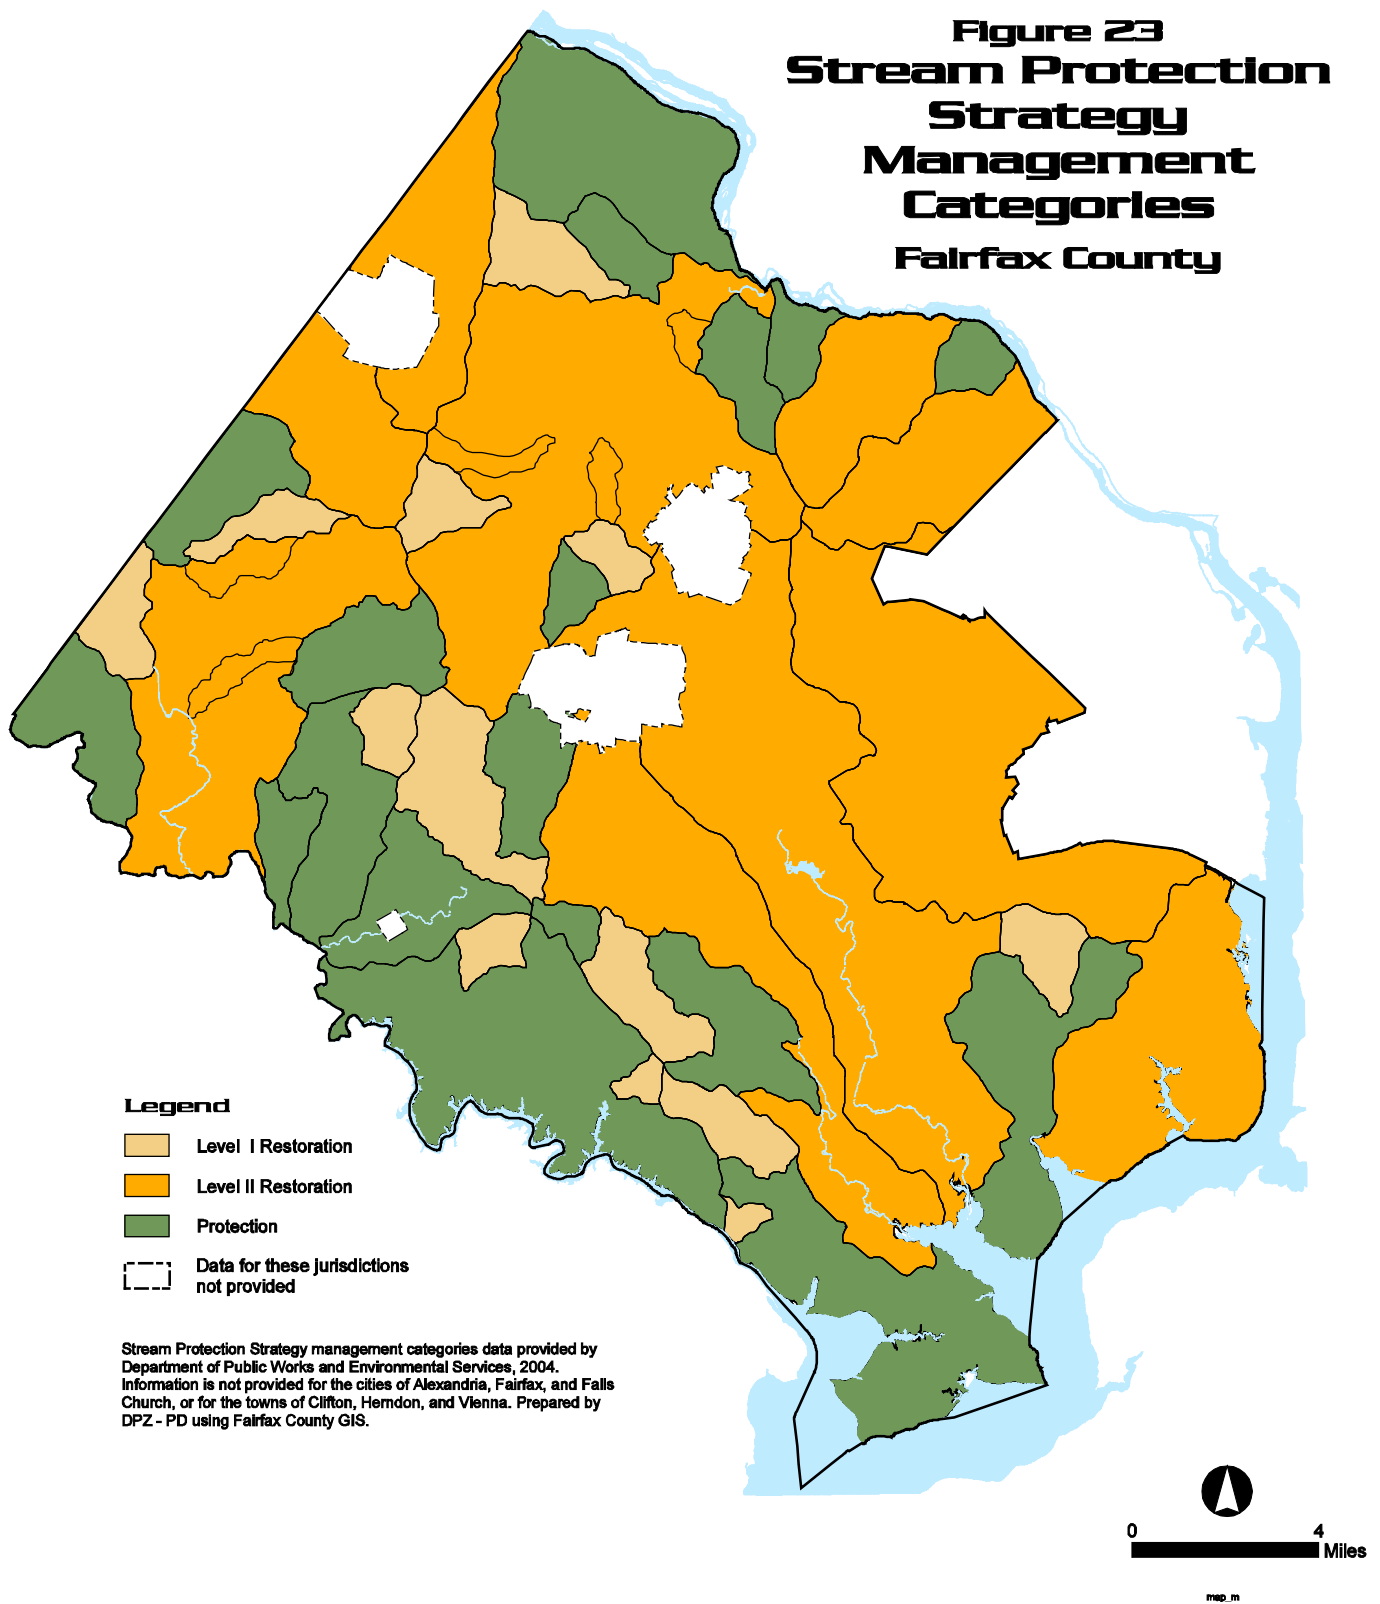 Figure 23
Stream Protection
Strategy
Management
Categories
Fairfax County
Legend
Level I Restoration
Level II Restoration
Protection
Data for these jurisdictions
not provided
Stream Protection Strategy management categories data provided by
Department of Public Works and Environmental Services, 2004.
Information is not provided for the cities of Alexandria, Fairfax, and Falls
Church, or for the towns of Clifton, Herndon, and Vienna. Prepared by
DPZ - PD using Fairfax County GIS.
0 4
Miles
map_m